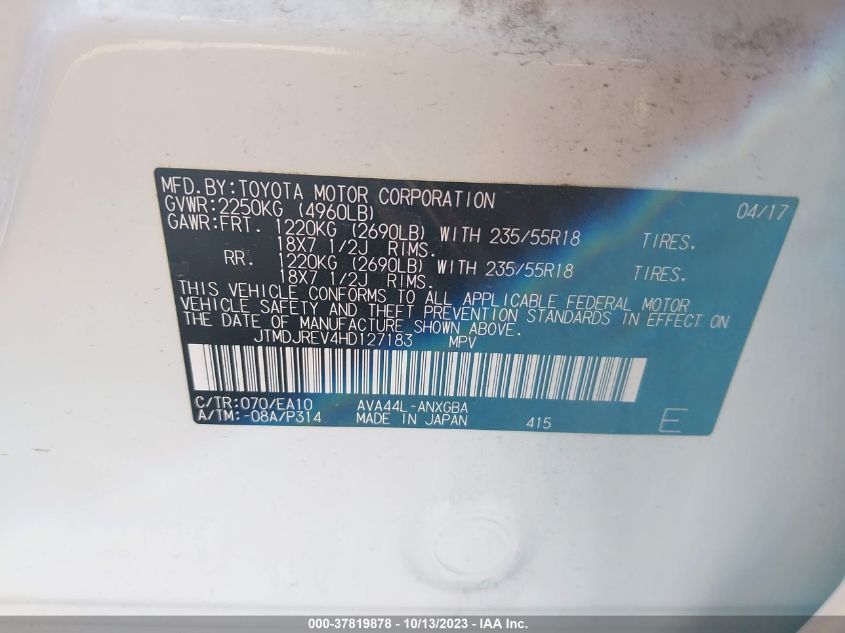 MFD.BY:TOYOTA MOTOR CORPORATION 04/17
GVWR:2250KG (4960LB)
GAWR:FRT. 1220KG (2690LB) WITH 235/55R18 TIRES.
18X7 1/2J RIMS.
RR. 1220KG (2690LB) WITH 235/55R18 TIRES.
18X7 1/2J RIMS.
THIS VEHICLE CONFORMS TO ALL APPLICABLE FEDERAL MOTOR
VEHICLE SAFETY AND THEFT PREVENTION STANDARDS IN EFFECT ON
THE DATE OF MANUFACTURE SHOWN ABOVE.
JTMDJREV4HD127183 MPV
C/TR:070/EA10 AVA44L-ANXGBA
A/TM:-08A/P314 MADE IN JAPAN 415 E
000-37819878 - 10/13/2023 - © IAA Inc.